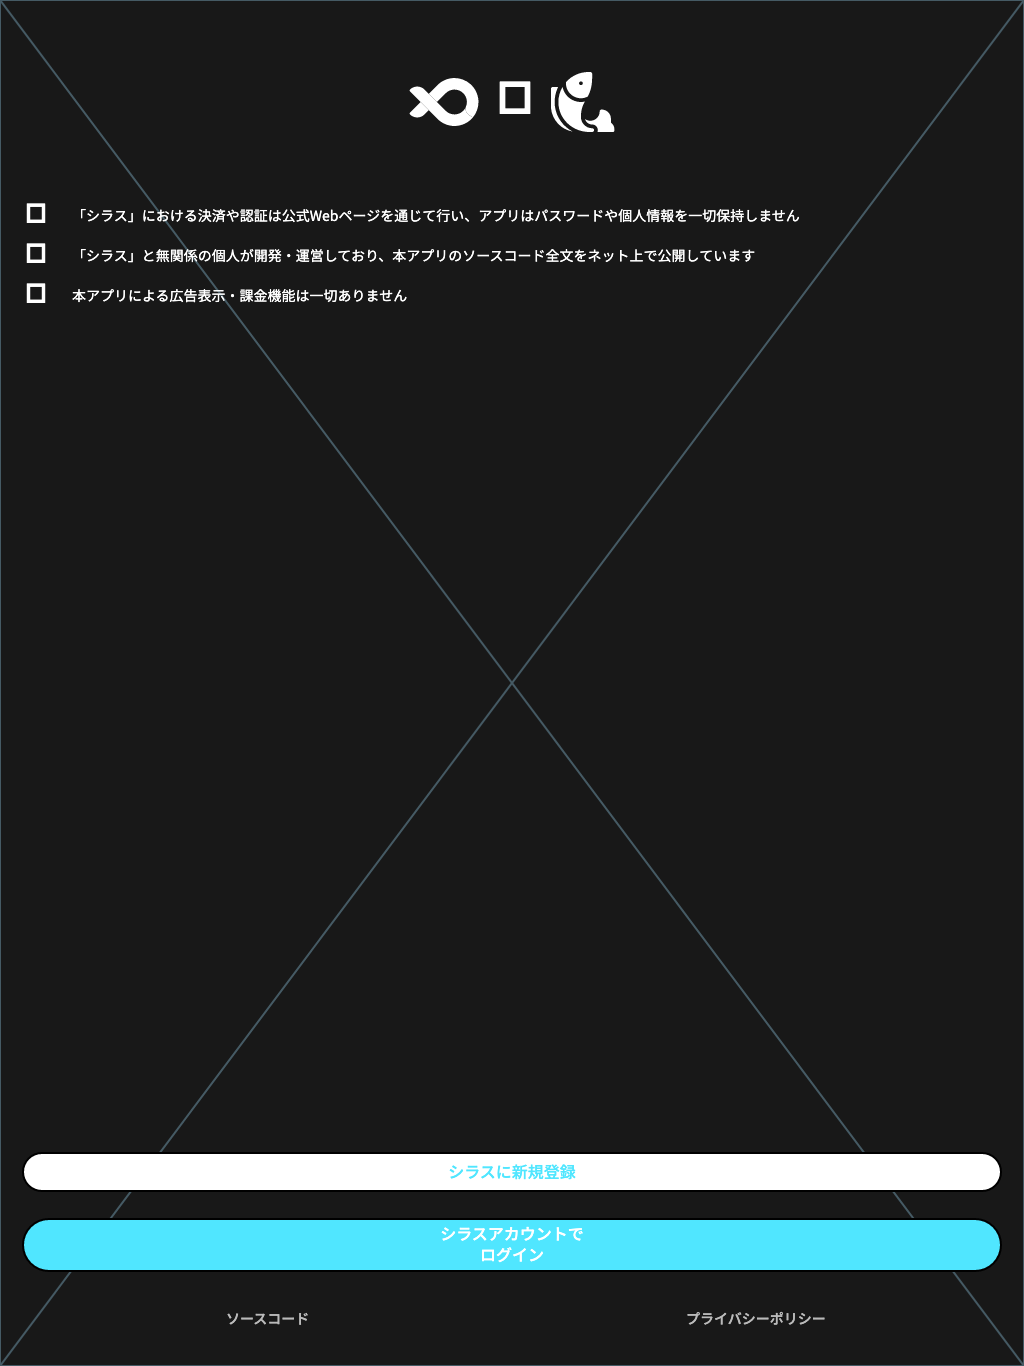 「シラス」における決済や認証は公式Webページを通じて行い、アプリはパスワードや個人情報を一切保持しません
「シラス」と無関係の個人が開発・運営しており、本アプリのソースコード全文をネット上で公開しています
本アプリによる広告表示・課金機能は一切ありません
シラスに新規登録
シラスアカウントで
ログイン
ソースコード
プライバシーポリシー